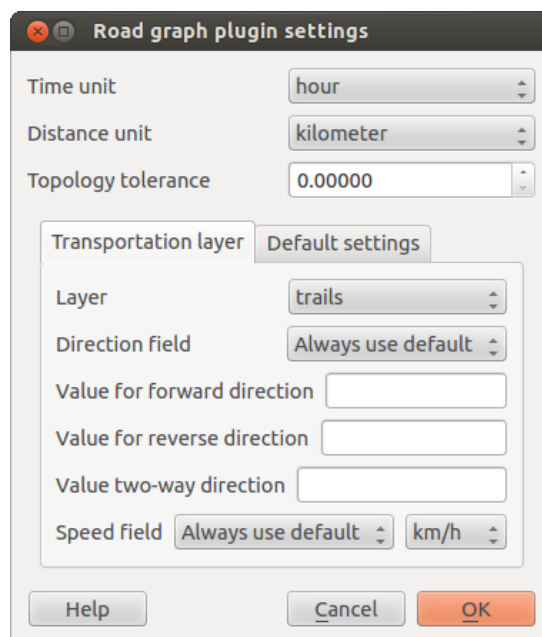 Road graph plugin settings
Time unit hour
Distance unit kilometer
Topology tolerance 0.00000
Transportation layer Default settings
Layer trails
Direction field Always use default
Value for forward direction
Value for reverse direction
Value two-way direction
Speed field Always use default km/h
Help Cancel OK